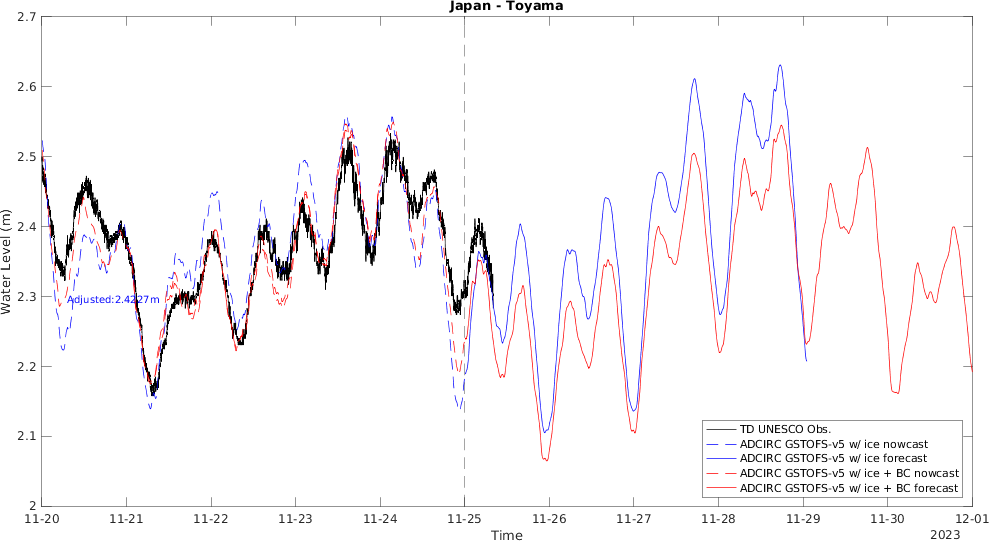 Japan - Toyama
2.7
2.6
2.5
2.4
2.3
2.2
2.1
2
Water Level (m)
Adjusted:2.4227m
TD UNESCO Obs.
ADCIRC GSTOFS-v5 w/ ice nowcast
ADCIRC GSTOFS-v5 w/ ice forecast
ADCIRC GSTOFS-v5 w/ ice + BC nowcast
ADCIRC GSTOFS-v5 w/ ice + BC forecast
11-20 11-21 11-22 11-23 11-24 11-25 11-26 11-27 11-28 11-29 11-30 12-01
Time
2023